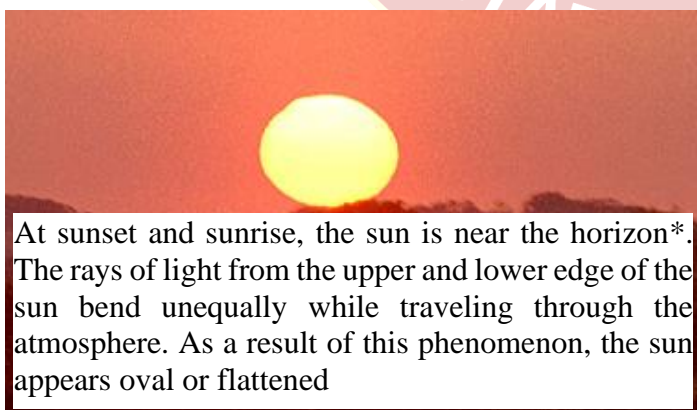 At sunset and sunrise, the sun is near the horizon*.
The rays of light from the upper and lower edge of the
sun bend unequally while traveling through the
atmosphere. As a result of this phenomenon, the sun
appears oval or flattened